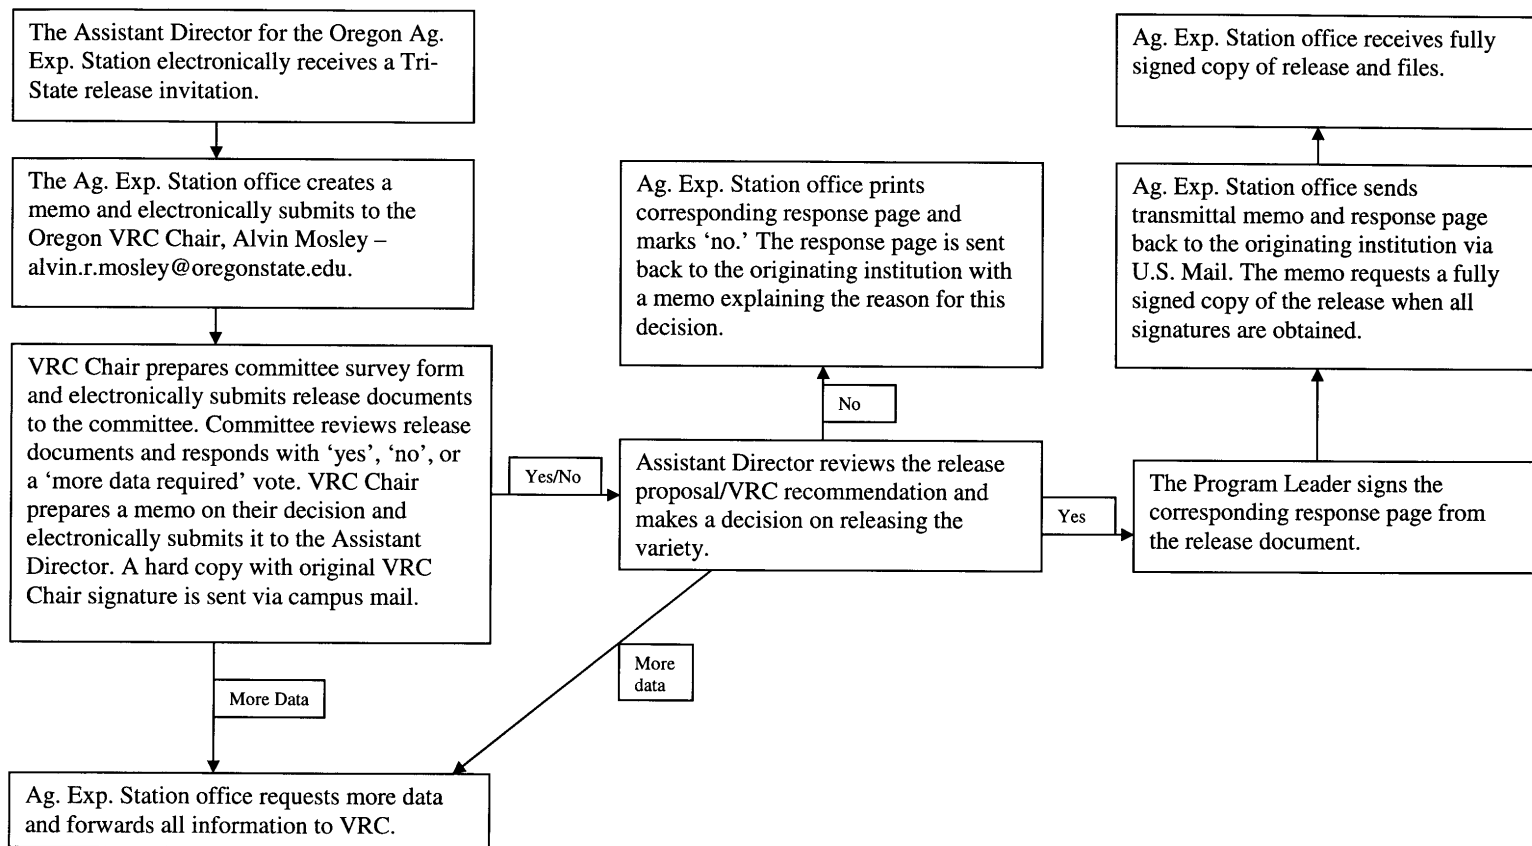 The Assistant Director for the Oregon Ag.
Exp. Station electronically receives a Tri-
State release invitation.
The Ag. Exp. Station office creates a
memo and electronically submits to the
Oregon VRC Chair, Alvin Mosley –
alvin.r.mosley@oregonstate.edu.
VRC Chair prepares committee survey form
and electronically submits release documents
to the committee. Committee reviews release
documents and responds with ‘yes’, ‘no’, or
a ‘more data required’ vote. VRC Chair
prepares a memo on their decision and
electronically submits it to the Assistant
Director. A hard copy with original VRC
Chair signature is sent via campus mail.
More Data
Ag. Exp. Station office requests more data
and forwards all information to VRC.
Yes/No
Ag. Exp. Station office prints
corresponding response page and
marks ‘no.’ The response page is sent
back to the originating institution with
a memo explaining the reason for this
decision.
No
Assistant Director reviews the release
proposal/VRC recommendation and
makes a decision on releasing the
variety.
More
data
Yes
Ag. Exp. Station office receives fully
signed copy of release and files.
Ag. Exp. Station office sends
transmittal memo and response page
back to the originating institution via
U.S. Mail. The memo requests a fully
signed copy of the release when all
signatures are obtained.
The Program Leader signs the
corresponding response page from
the release document.